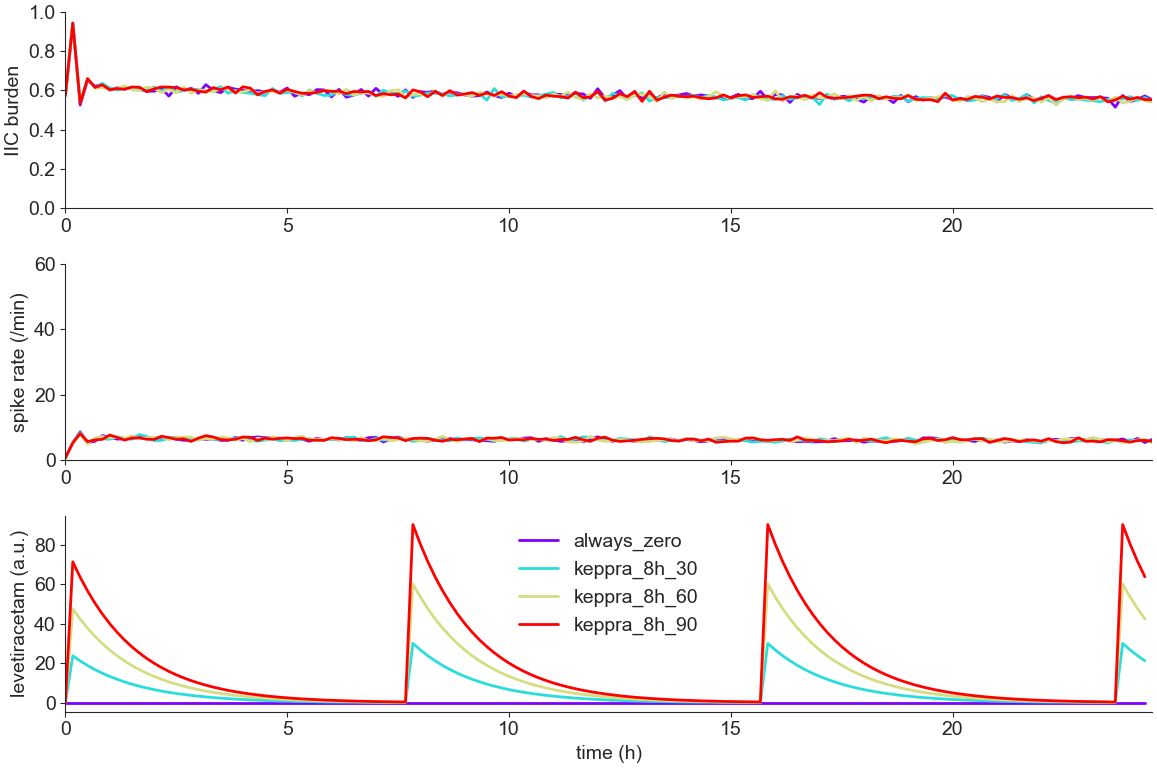 IIC burden
1.0
0.8
0.6
0.4
0.2
0.0
0 5 10 15 20
spike rate (/min)
60
40
20
0
0 5 10 15 20
levetiracetam (a.u.)
80
60
40
20
0
always_zero
keppra_8h_30
keppra_8h_60
keppra_8h_90
0 5 10 15 20
time (h)